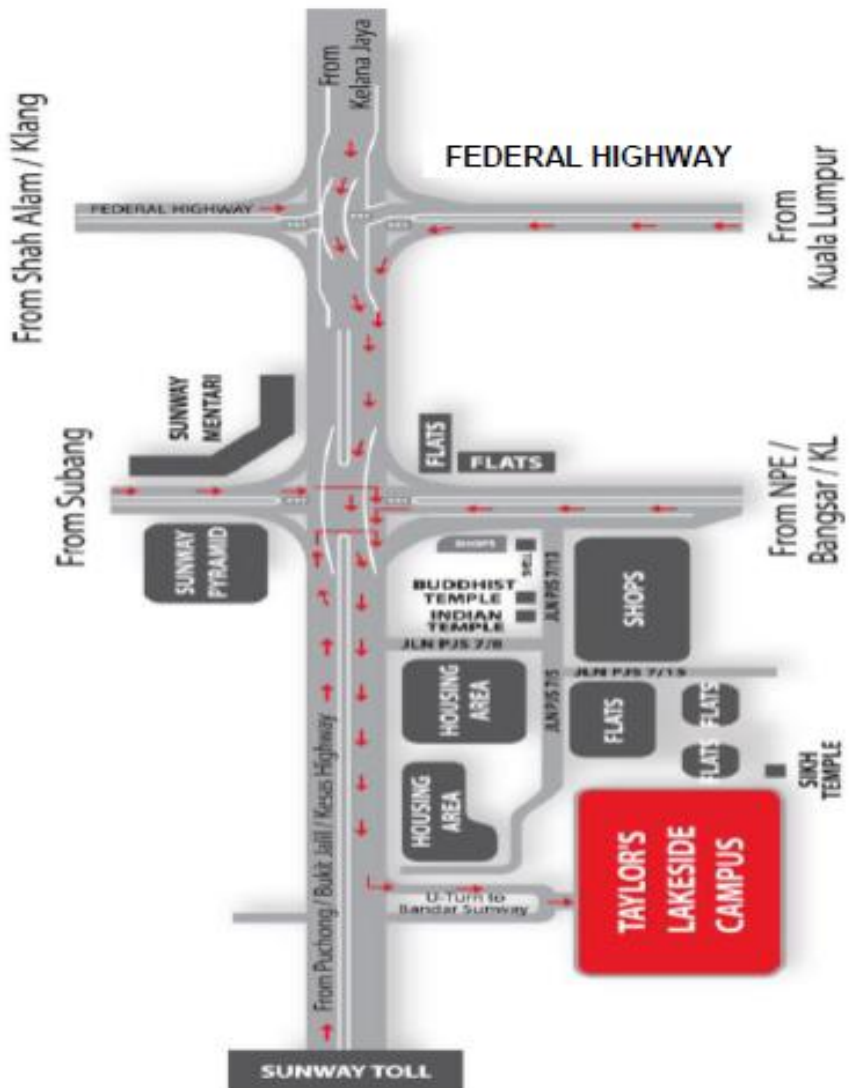 From
Kelana Jaya
From Shah Alam / Klang
FEDERAL HIGHWAY
FEDERAL HIGHWAY
From
Kuala Lumpur
SUNWAY
MENTARI
From Subang
FLATS
FLATS
From NPE /
Bangsar / KL
SUNWAY
PYRAMID
SHOPS
SHELL
BUDDHIST
TEMPLE
INDIAN
TEMPLE
JLN PJS 7/13
SHOPS
JLN PJS 7/8
JLN PJS 7/15
HOUSING
AREA
JLN PJS 7/5
FLATS
FLATS
FLATS
SIKH
TEMPLE
HOUSING
AREA
From Puchong / Bukit Jalil / Kesas Highway
TAYLOR'S
LAKESIDE
CAMPUS
U-Turn to
Bandar Sunway
SUNWAY TOLL